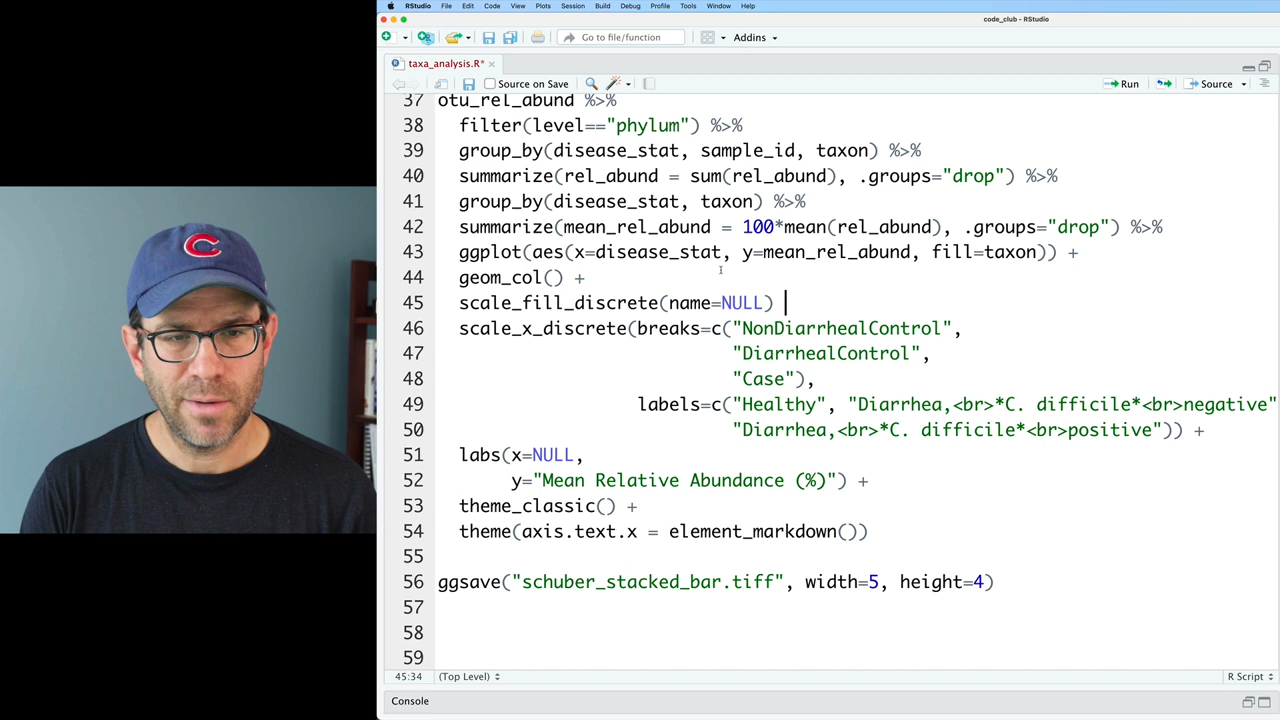 RStudio File Edit Code View Plots Session Build Debug Profile Tools Window Help
code_club - RStudio
Go to file/function Addins
taxa_analysis.R*
Source on Save Run Source
37 otu_rel_abund %>%
38 filter(level=="phylum") %>%
39 group_by(disease_stat, sample_id, taxon) %>%
40 summarize(rel_abund = sum(rel_abund), .groups="drop") %>%
41 group_by(disease_stat, taxon) %>%
42 summarize(mean_rel_abund = 100*mean(rel_abund), .groups="drop") %>%
43 ggplot(aes(x=disease_stat, y=mean_rel_abund, fill=taxon)) +
44 geom_col() +
45 scale_fill_discrete(name=NULL)
46 scale_x_discrete(breaks=c("NonDiarrhealControl",
47 "DiarrhealControl",
48 "Case"),
49 labels=c("Healthy", "Diarrhea,<br>*C. difficile*<br>negative"
50 "Diarrhea,<br>*C. difficile*<br>positive")) +
51 labs(x=NULL,
52 y="Mean Relative Abundance (%)") +
53 theme_classic() +
54 theme(axis.text.x = element_markdown())
55
56 ggsave("schuber_stacked_bar.tiff", width=5, height=4)
57
58
59
45:34 (Top Level) R Script
Console
C